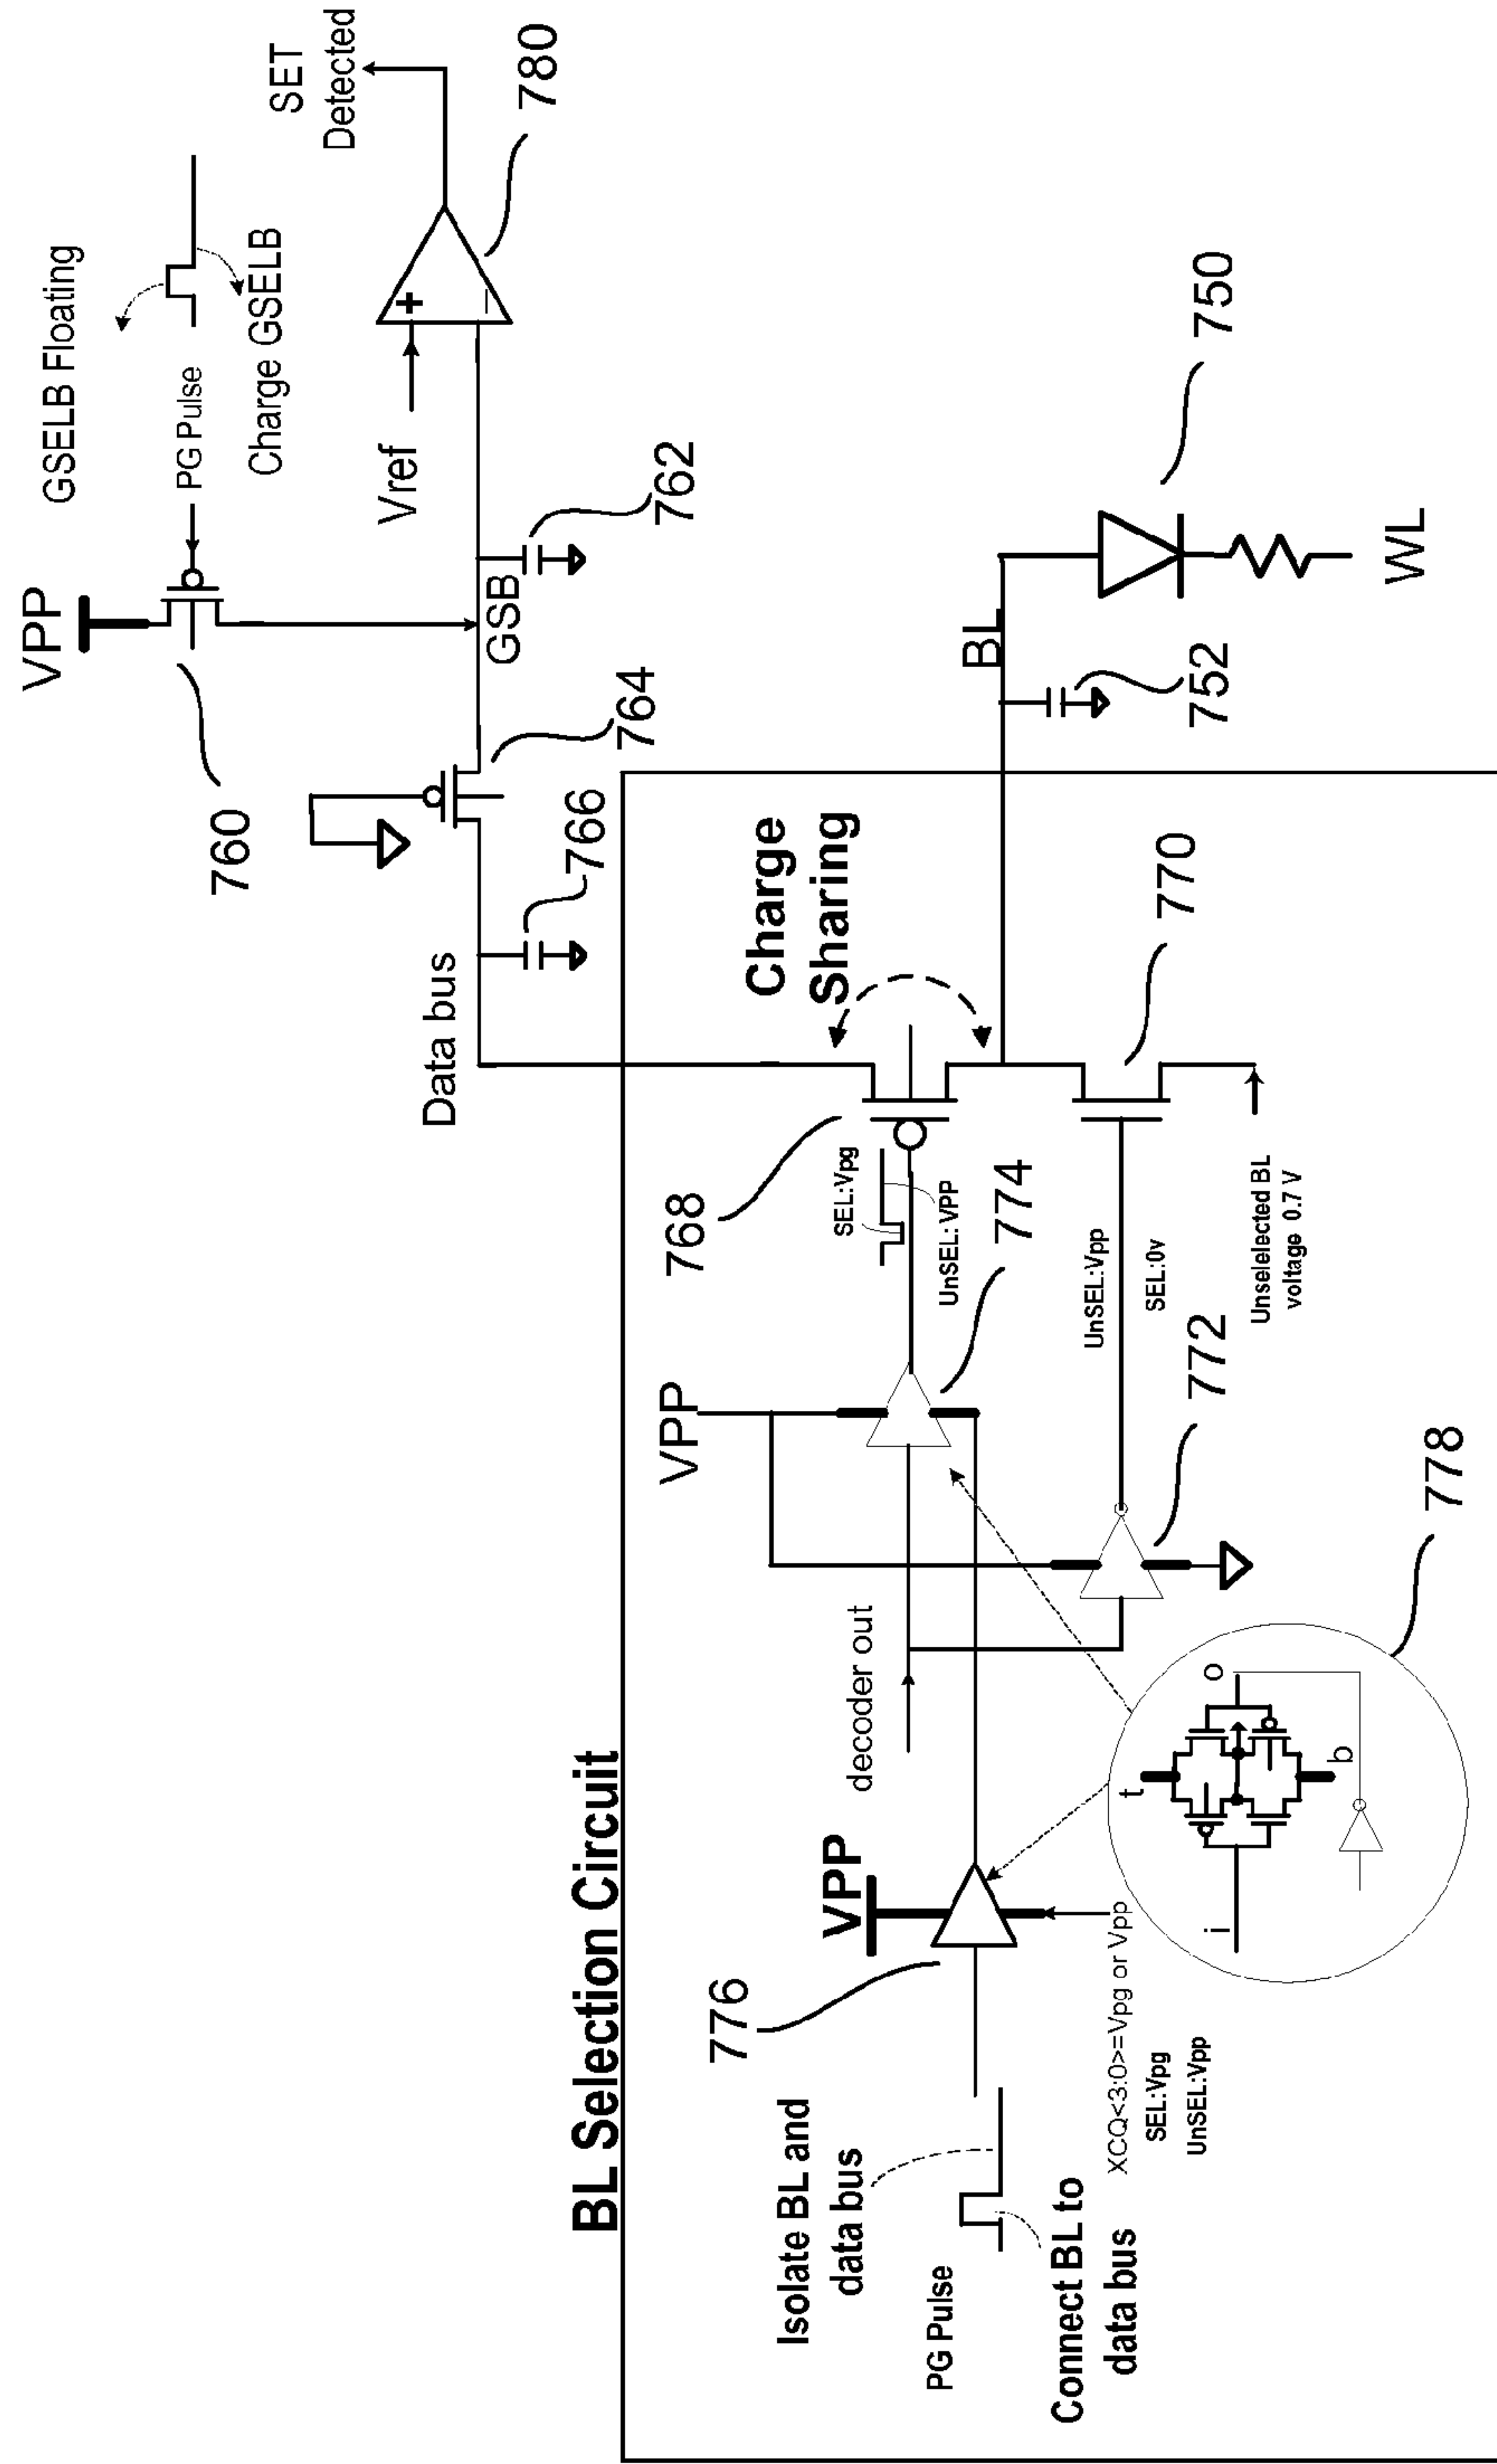 VPP
GSELB Floating
PG Pulse
Charge GSELB
760
SET
Detected
Vref
+
–
780
764
GSB
762
Data bus
766
BL Selection Circuit
Charge
Sharing
768
SEL:Vpg
UnSEL: VPP
774
VPP
BL
752
750
WL
770
UnSEL:Vpp
SEL:0v
Unselelected BL
voltage 0.7 V
772
decoder out
776
VPP
Isolate BL and
data bus
PG Pulse
Connect BL to
data bus
XCQ<3:0>=Vpg or Vpp
SEL:Vpg
UnSEL:Vpp
i
t
o
b
778